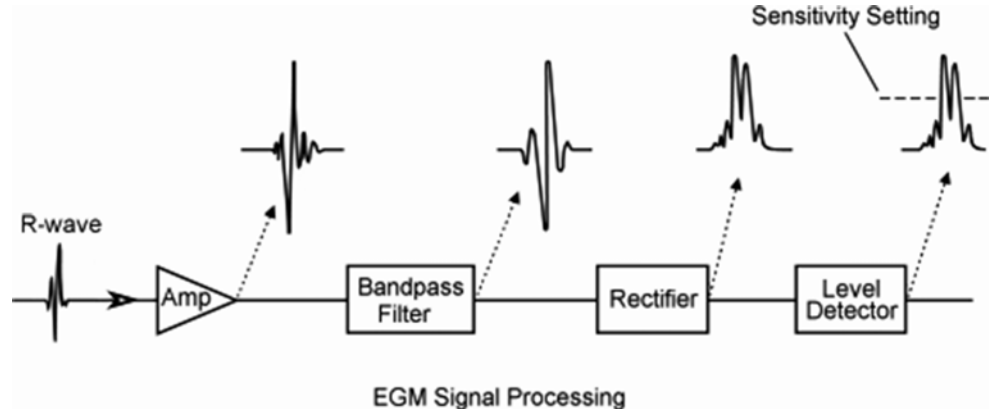 Sensitivity Setting
R-wave
Amp
Bandpass
Filter
Rectifier
Level
Detector
EGM Signal Processing